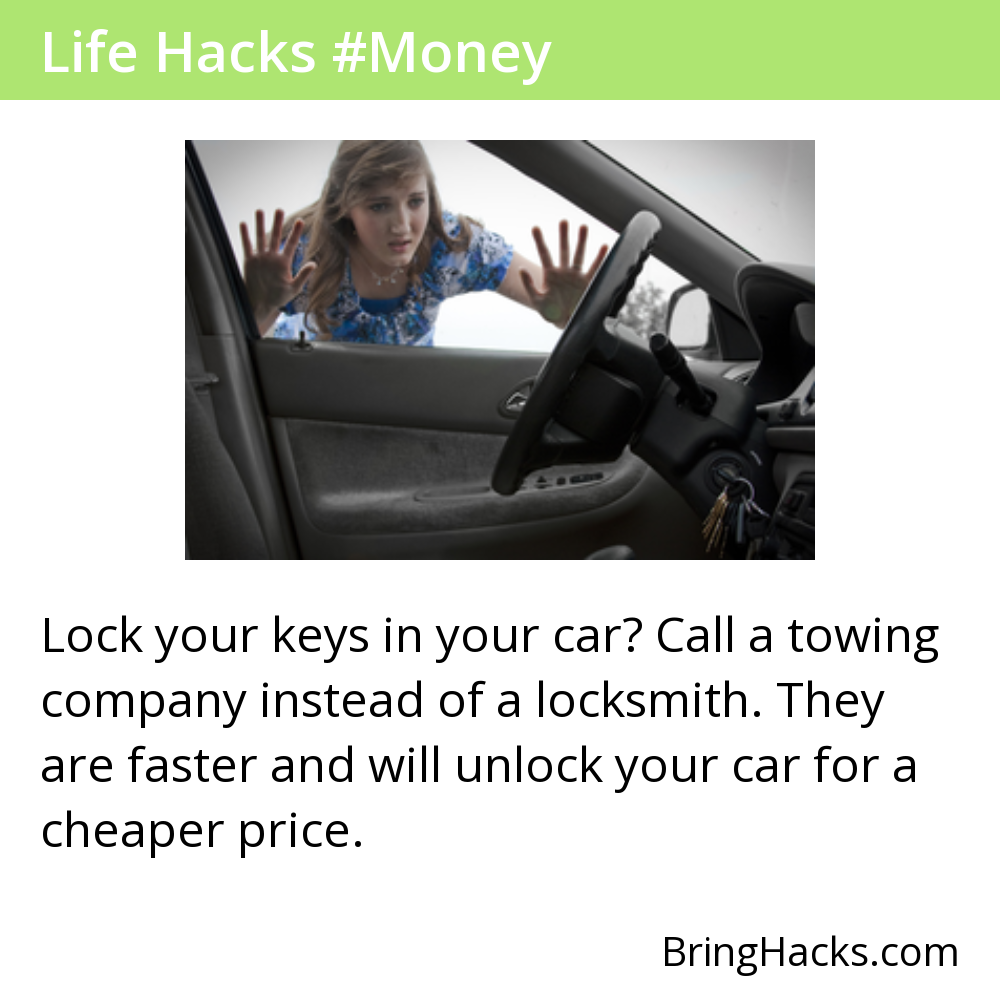 Life Hacks #Money
Lock your keys in your car? Call a towing
company instead of a locksmith. They
are faster and will unlock your car for a
cheaper price.
BringHacks.com